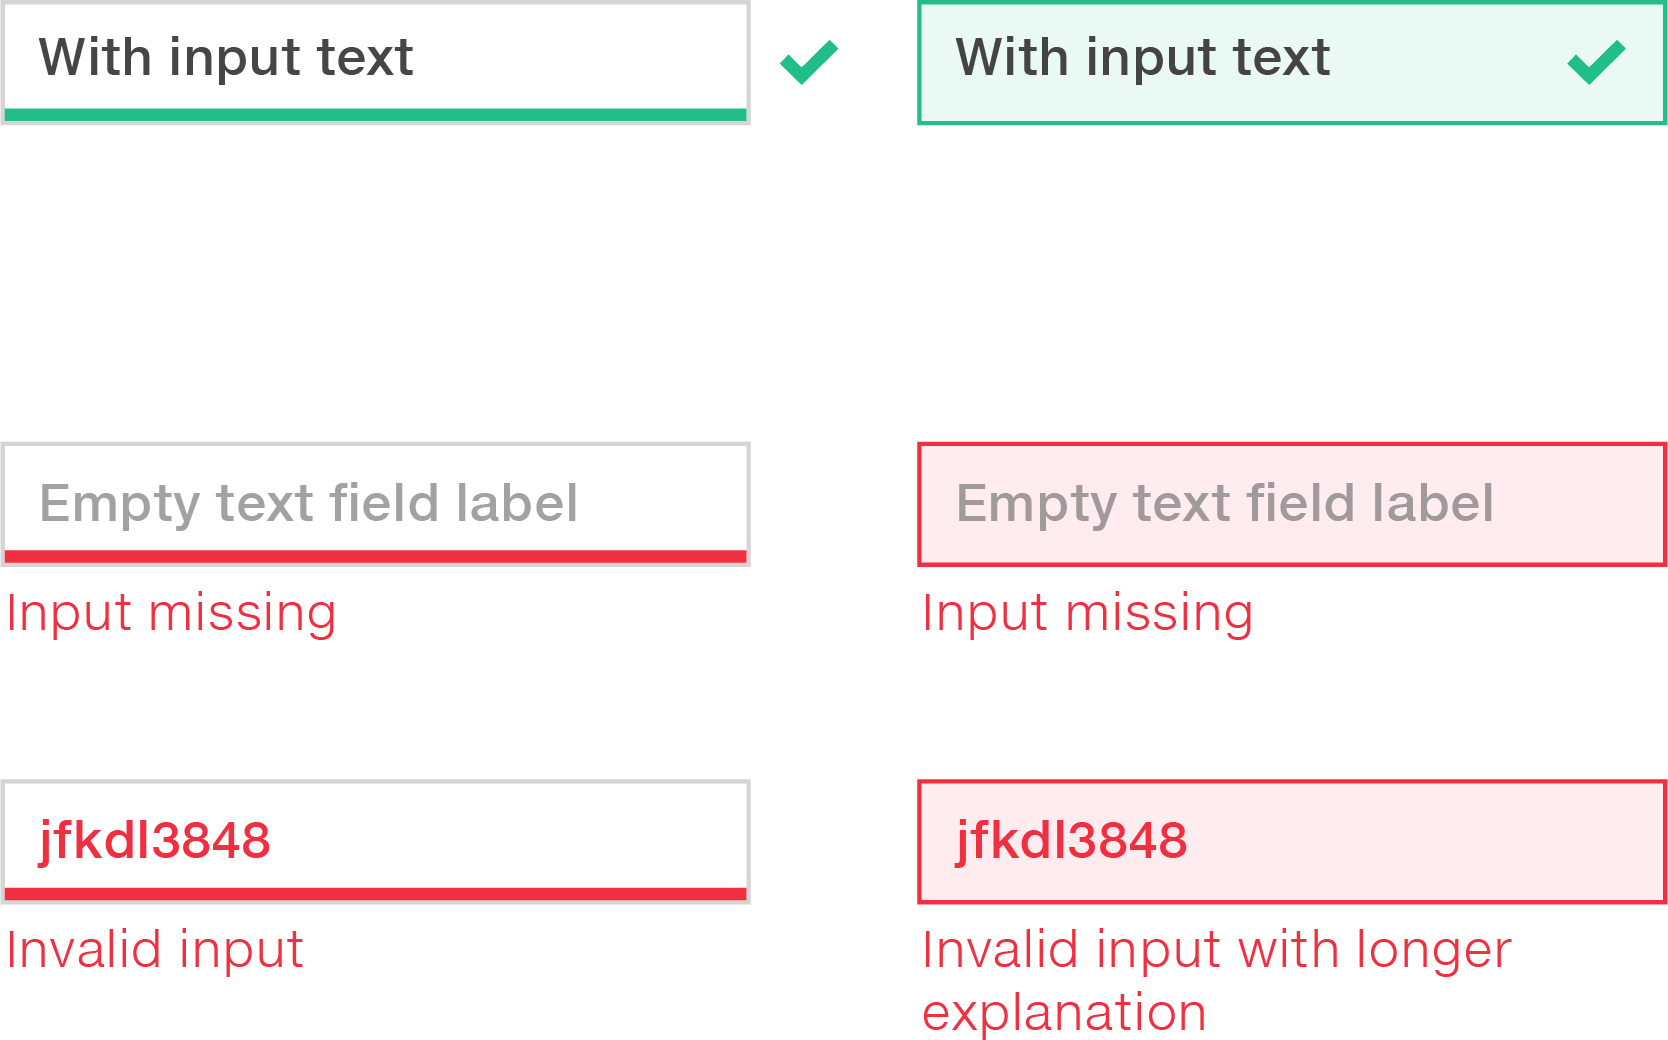 With input text
With input text
Empty text field label
Empty text field label
Input missing
Input missing
jfkdl3848
jfkdl3848
Invalid input
Invalid input with longer
explanation